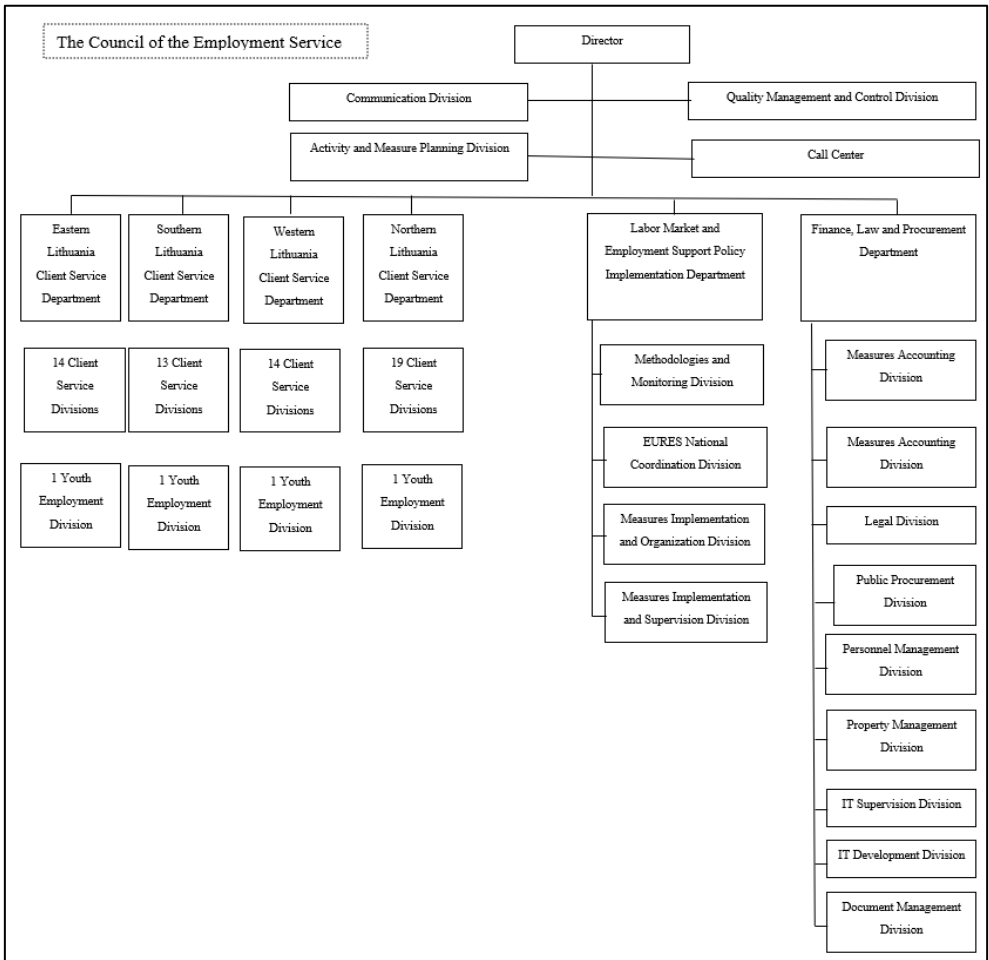 The Council of the Employment Service
Director
Communication Division
Quality Management and Control Division
Activity and Measure Planning Division
Call Center
Eastern
Lithuania
Client Service
Department
Southern
Lithuania
Client Service
Department
Western
Lithuania
Client Service
Department
Northern
Lithuania
Client Service
Department
Labor Market and
Employment Support Policy
Implementation Department
Finance, Law and Procurement
Department
14 Client
Service
Divisions
13 Client
Service
Divisions
14 Client
Service
Divisions
19 Client
Service
Divisions
1 Youth
Employment
Division
1 Youth
Employment
Division
1 Youth
Employment
Division
1 Youth
Employment
Division
Methodologies and
Monitoring Division
EURES National
Coordination Division
Measures Implementation
and Organization Division
Measures Implementation
and Supervision Division
Measures Accounting
Division
Measures Accounting
Division
Legal Division
Public Procurement
Division
Personnel Management
Division
Property Management
Division
IT Supervision Division
IT Development Division
Document Management
Division